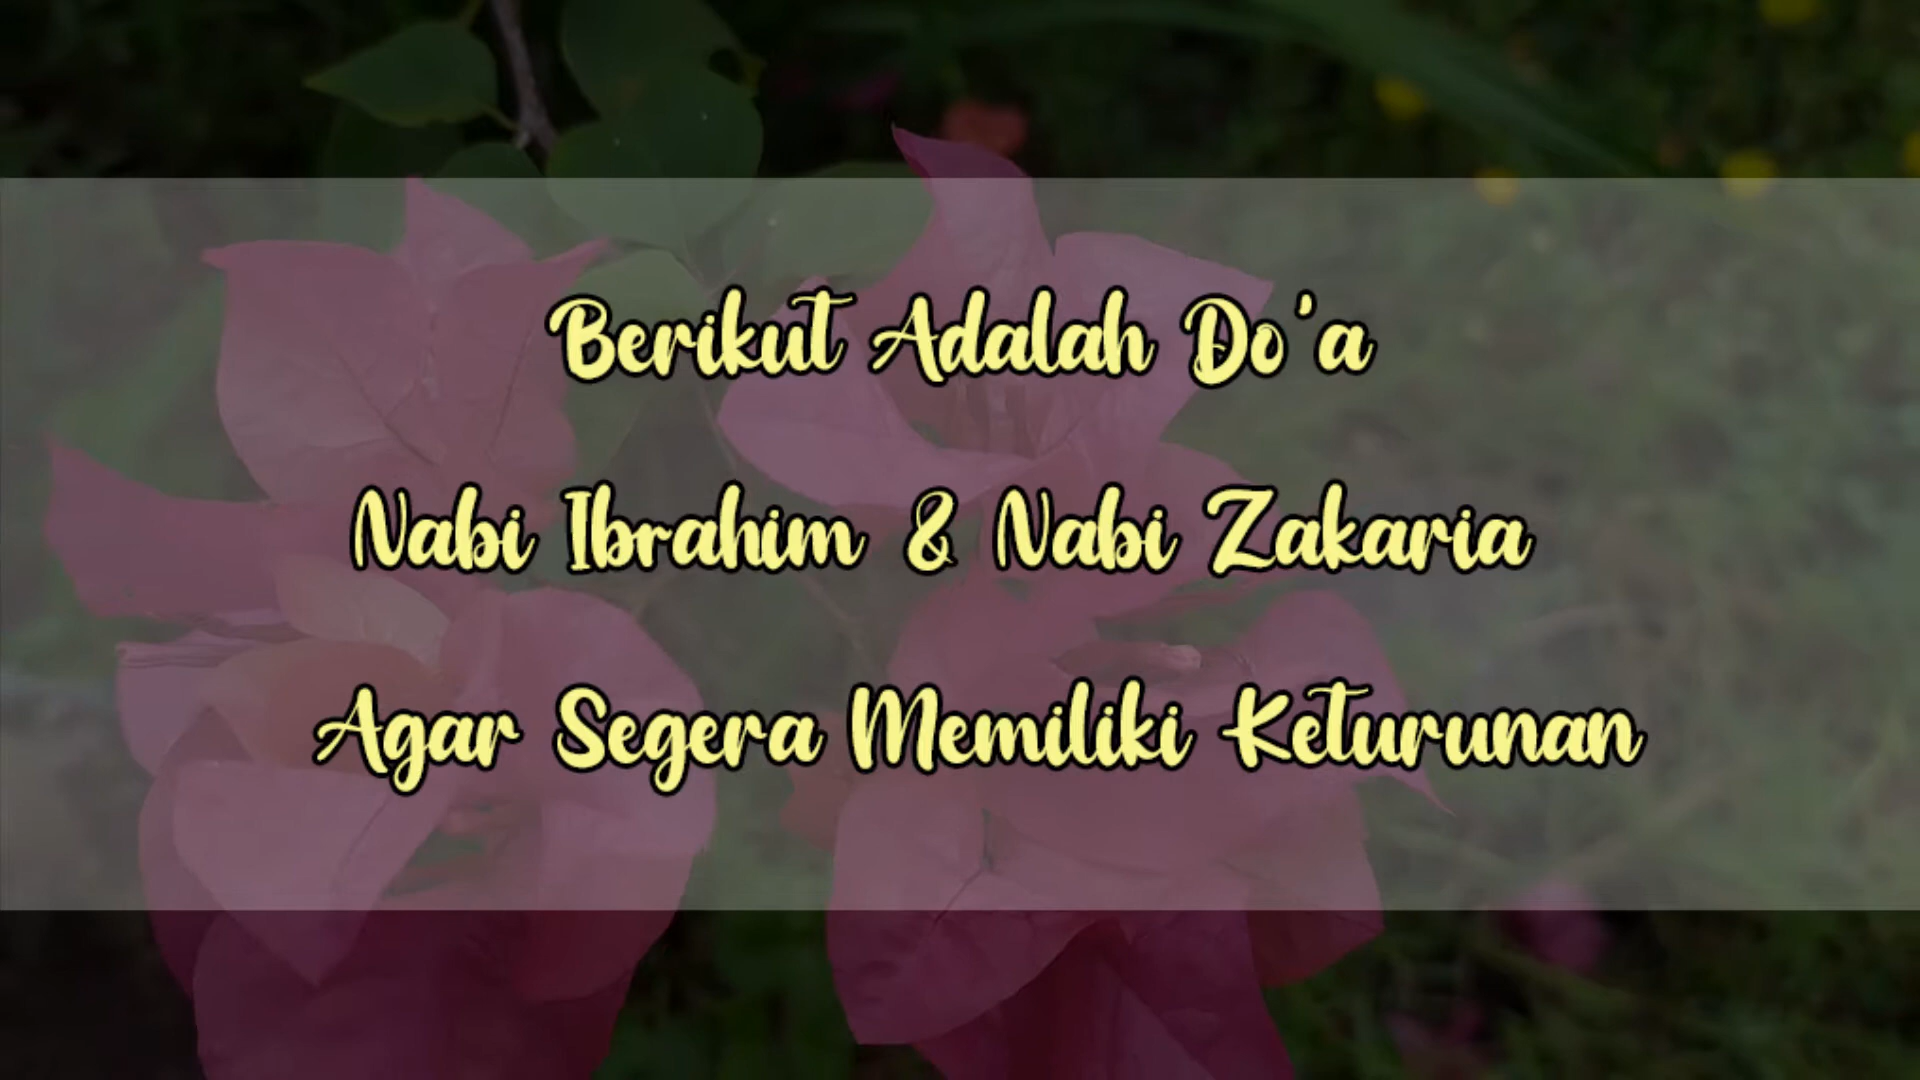 Berikut Adalah Do'a
Nabi Ibrahim & Nabi Zakaria
Agar Segera Memiliki Keturunan